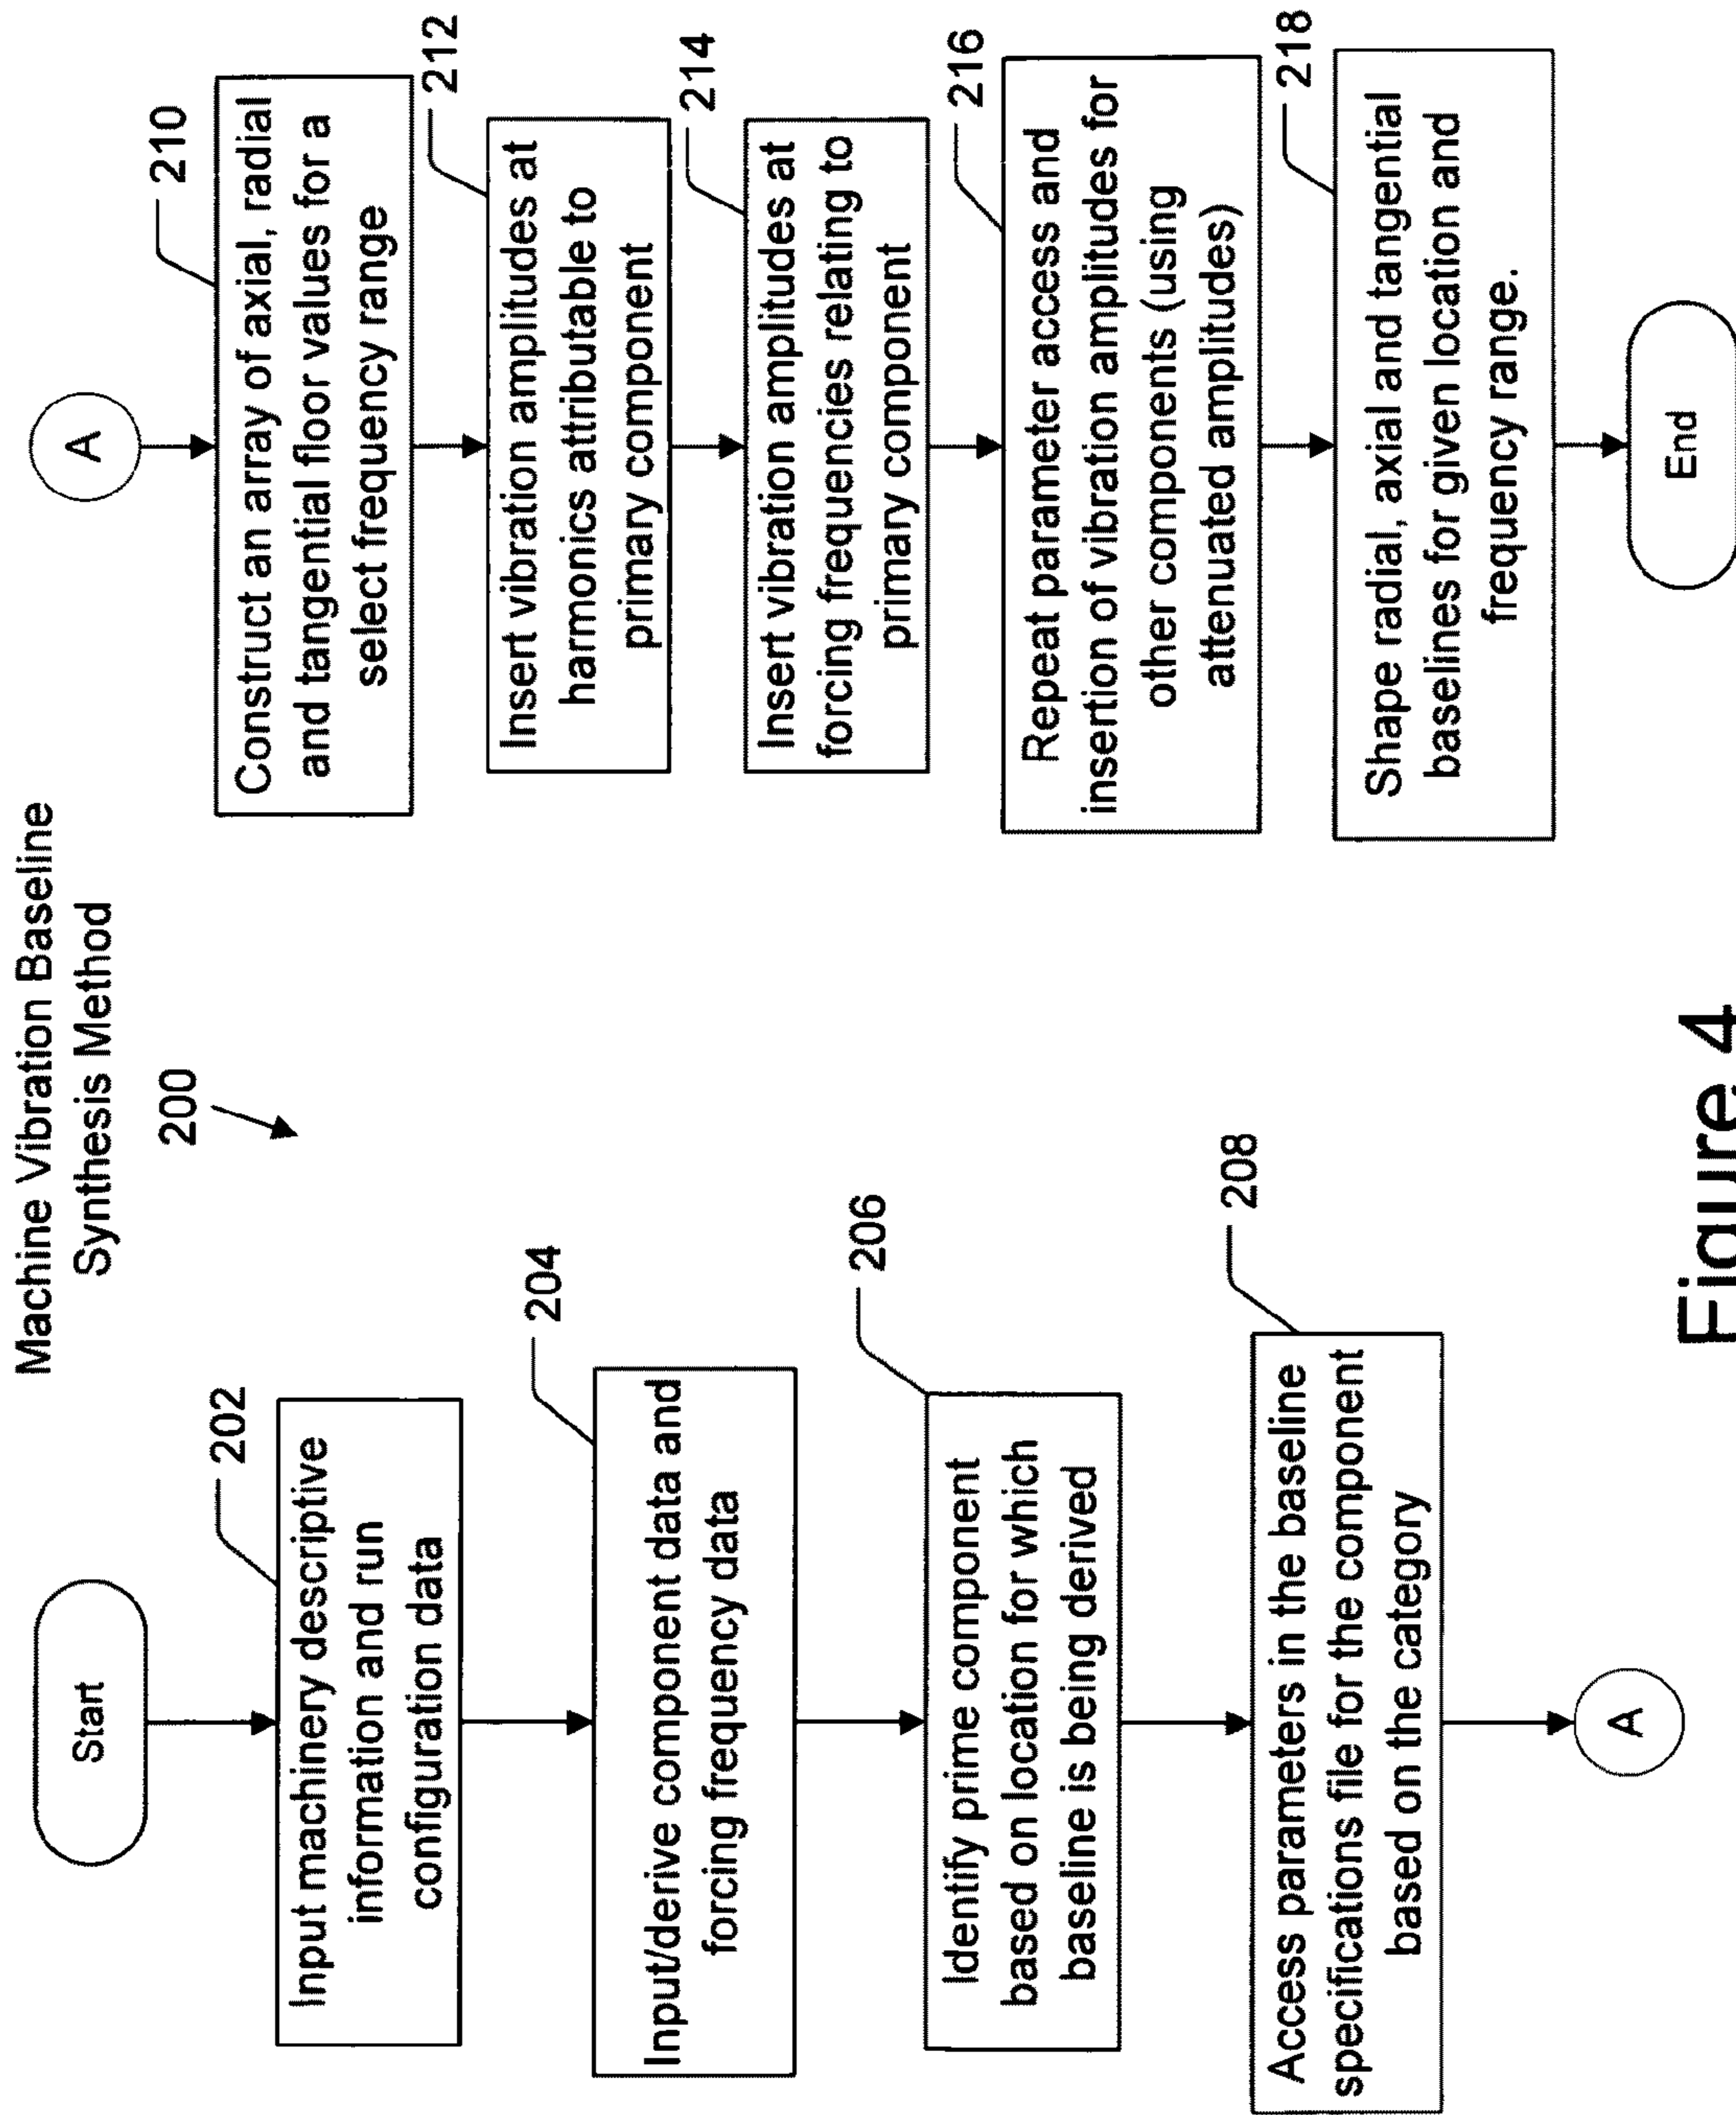 Machine Vibration Baseline
Synthesis Method
200
Start
202
Input machinery descriptive
information and run
configuration data
204
Input/derive component data and
forcing frequency data
206
Identify prime component
based on location for which
baseline is being derived
208
Access parameters in the baseline
specifications file for the component
based on the category
A
A
210
Construct an array of axial, radial
and tangential floor values for a
select frequency range
212
Insert vibration amplitudes at
harmonics attributable to
primary component
214
Insert vibration amplitudes at
forcing frequencies relating to
primary component
216
Repeat parameter access and
insertion of vibration amplitudes for
other components (using
attenuated amplitudes)
218
Shape radial, axial and tangential
baselines for given location and
frequency range.
End
Figure 4